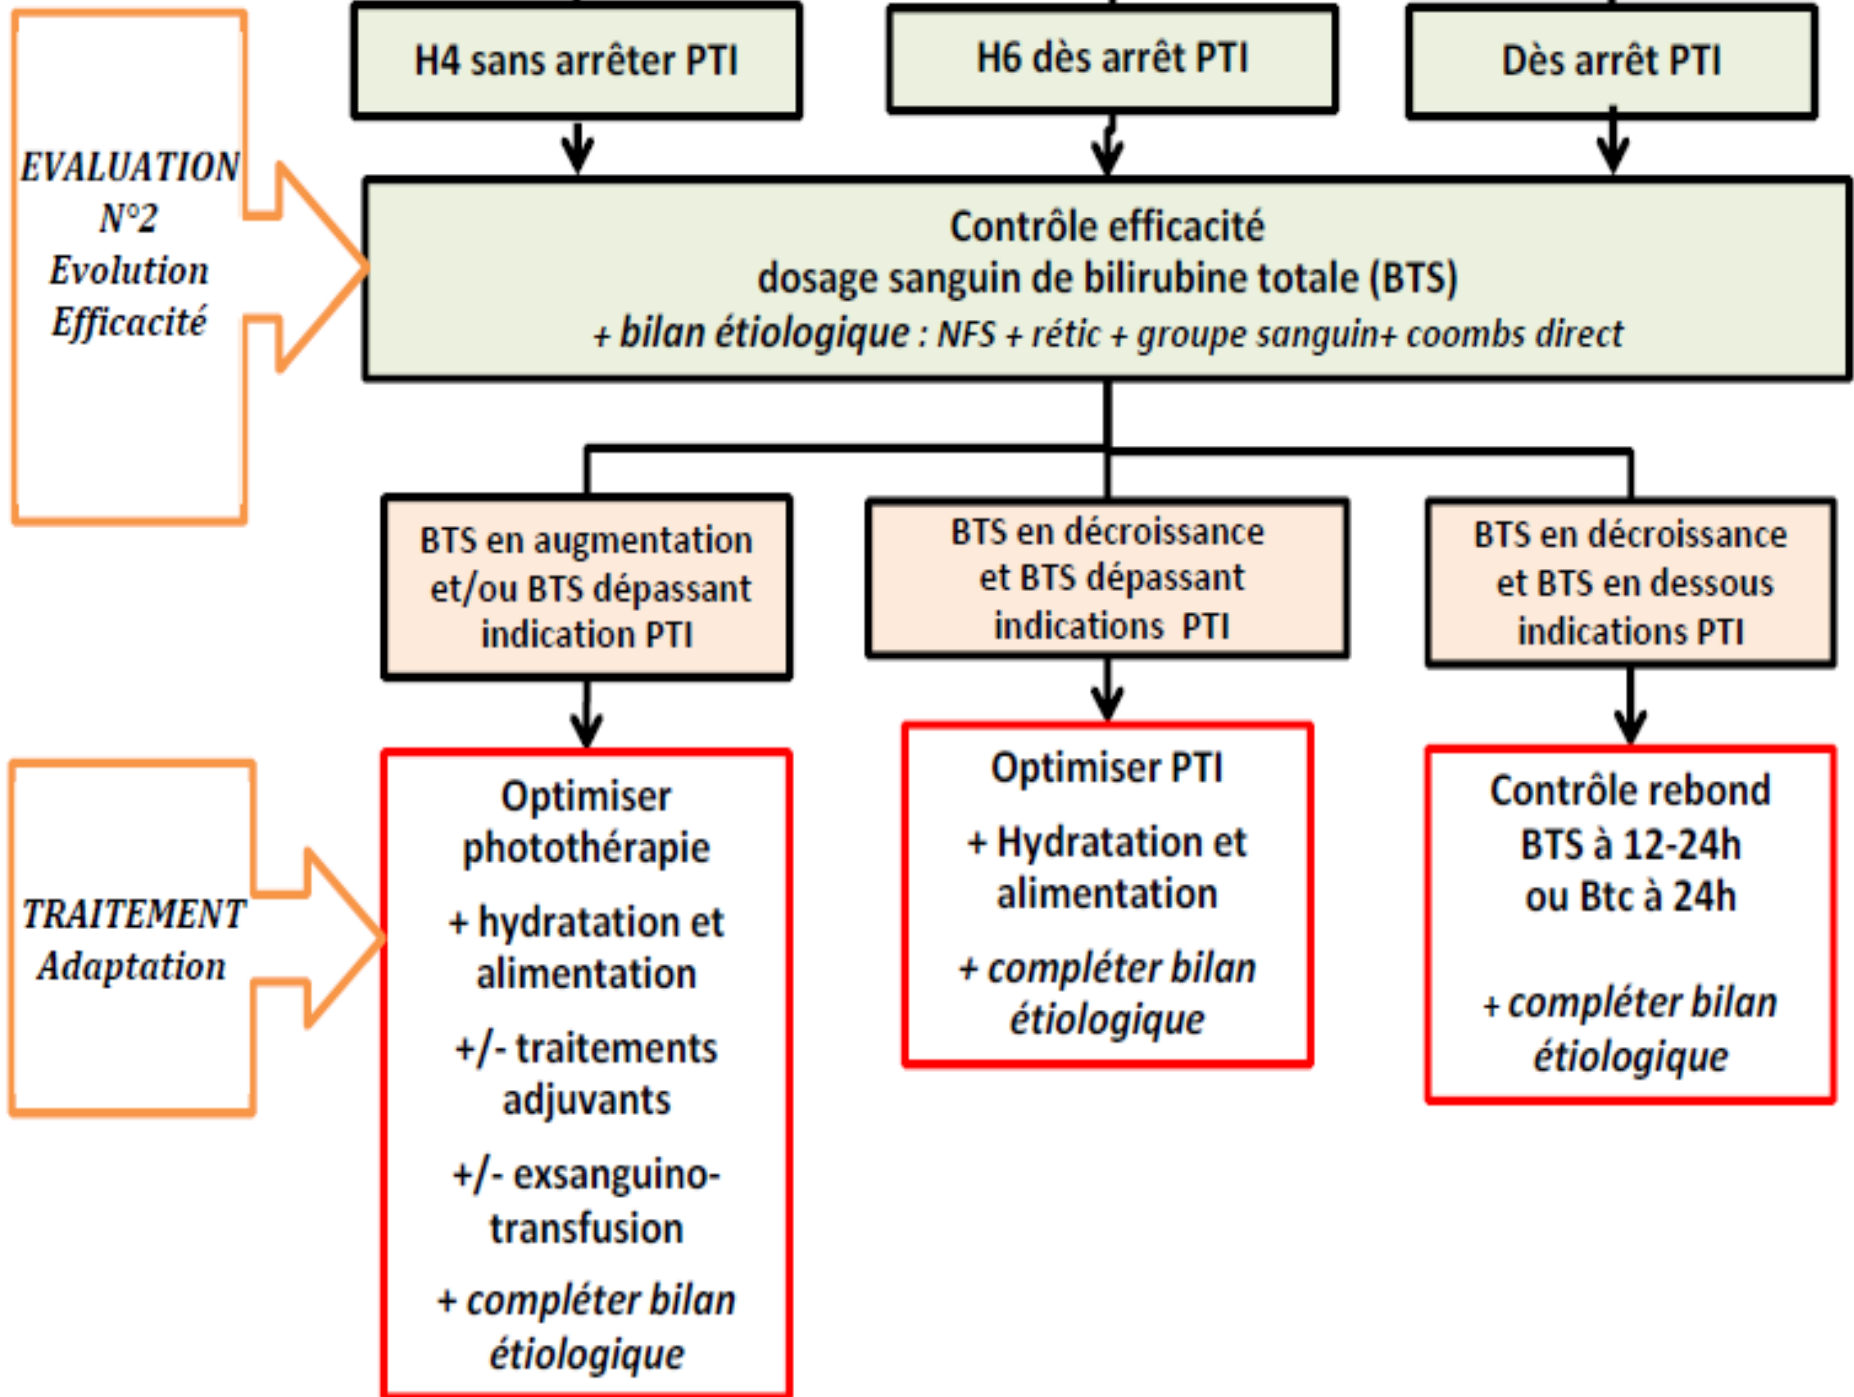 H4 sans arrêter PTI
H6 dès arrêt PTI
Dès arrêt PTI
EVALUATION
N°2
Evolution
Efficacité
Contrôle efficacité
dosage sanguin de bilirubine totale (BTS)
+ bilan étiologique : NFS + rétic + groupe sanguin+ coombs direct
BTS en augmentation
et/ou BTS dépassant
indication PTI
BTS en décroissance
et BTS dépassant
indications PTI
BTS en décroissance
et BTS en dessous
indications PTI
TRAITEMENT
Adaptation
Optimiser
photothérapie
+ hydratation et
alimentation
+/- traitements
adjuvants
+/- exsanguino-
transfusion
+ compléter bilan
étiologique
Optimiser PTI
+ Hydratation et
alimentation
+ compléter bilan
étiologique
Contrôle rebond
BTS à 12-24h
ou Btc à 24h
+ compléter bilan
étiologique